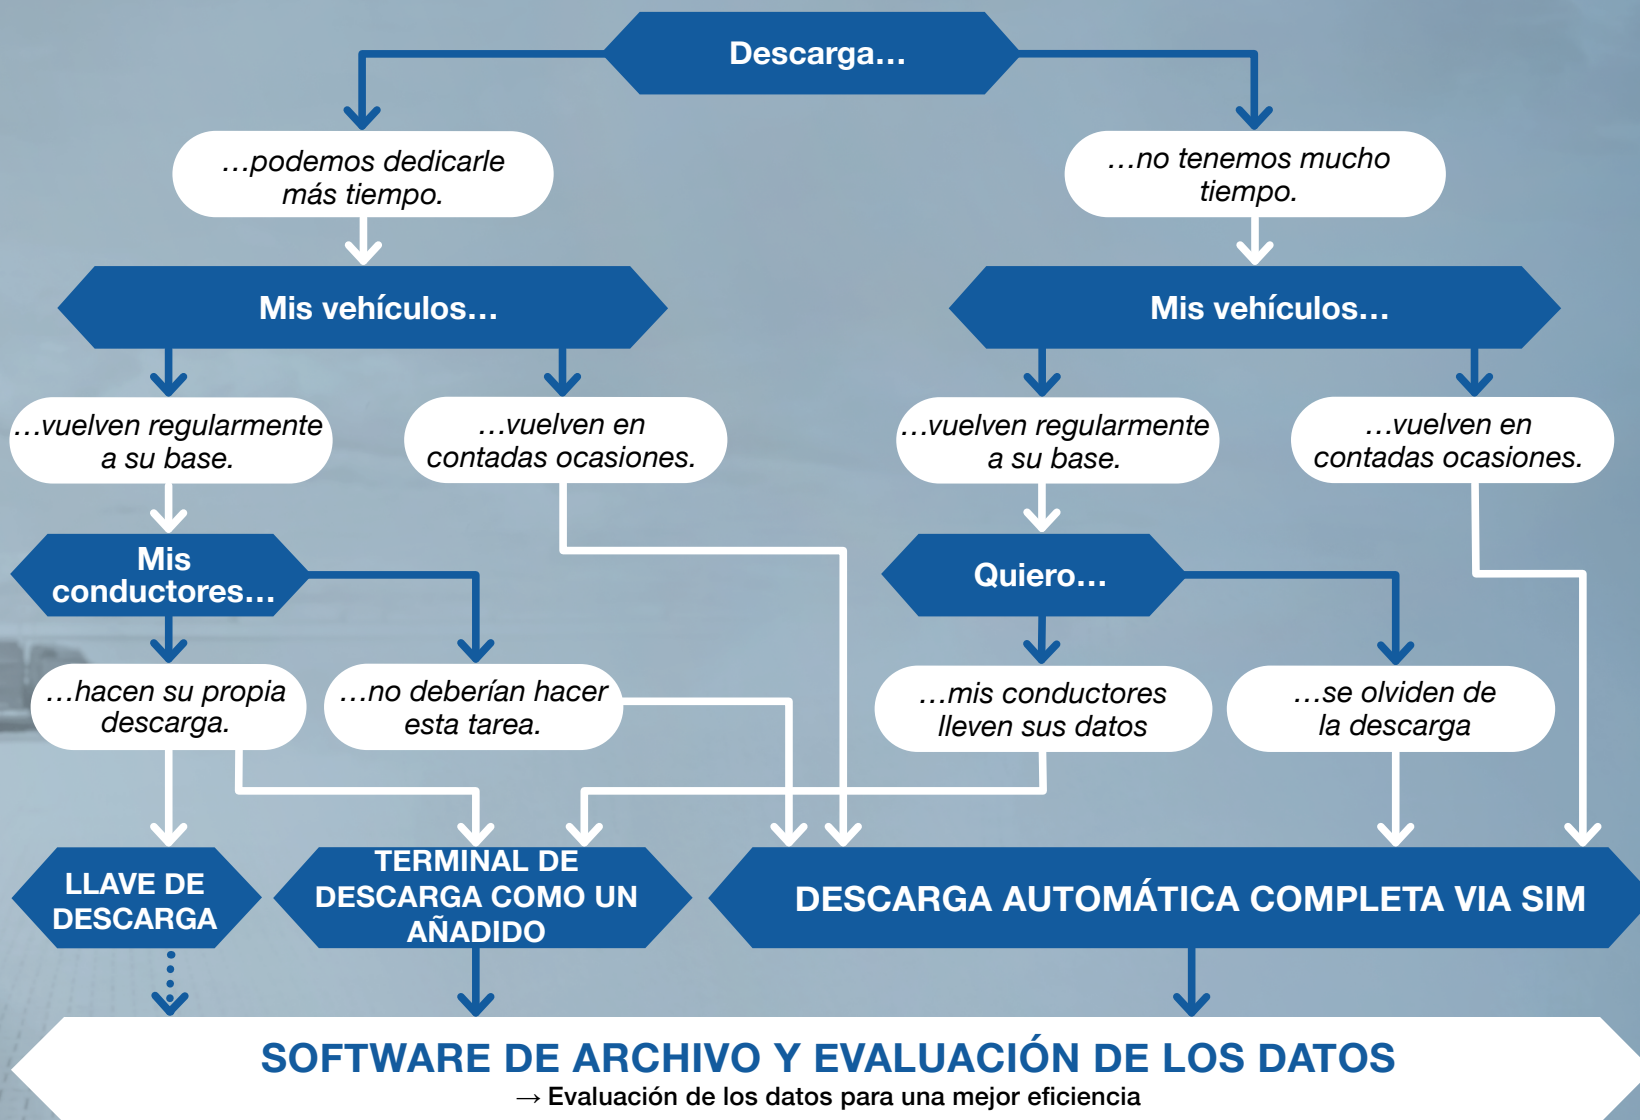 Descarga…
…podemos dedicarle
más tiempo.
…no tenemos mucho
tiempo.
Mis vehículos…
Mis vehículos…
…vuelven regularmente
a su base.
…vuelven en
contadas ocasiones.
…vuelven regularmente
a su base.
…vuelven en
contadas ocasiones.
Mis
conductores…
Quiero…
…hacen su propia
descarga.
…no deberían hacer
esta tarea.
…mis conductores
lleven sus datos
…se olviden de
la descarga
LLAVE DE
DESCARGA
TERMINAL DE
DESCARGA COMO UN
AÑADIDO
DESCARGA AUTOMÁTICA COMPLETA VIA SIM
SOFTWARE DE ARCHIVO Y EVALUACIÓN DE LOS DATOS
→ Evaluación de los datos para una mejor eficiencia